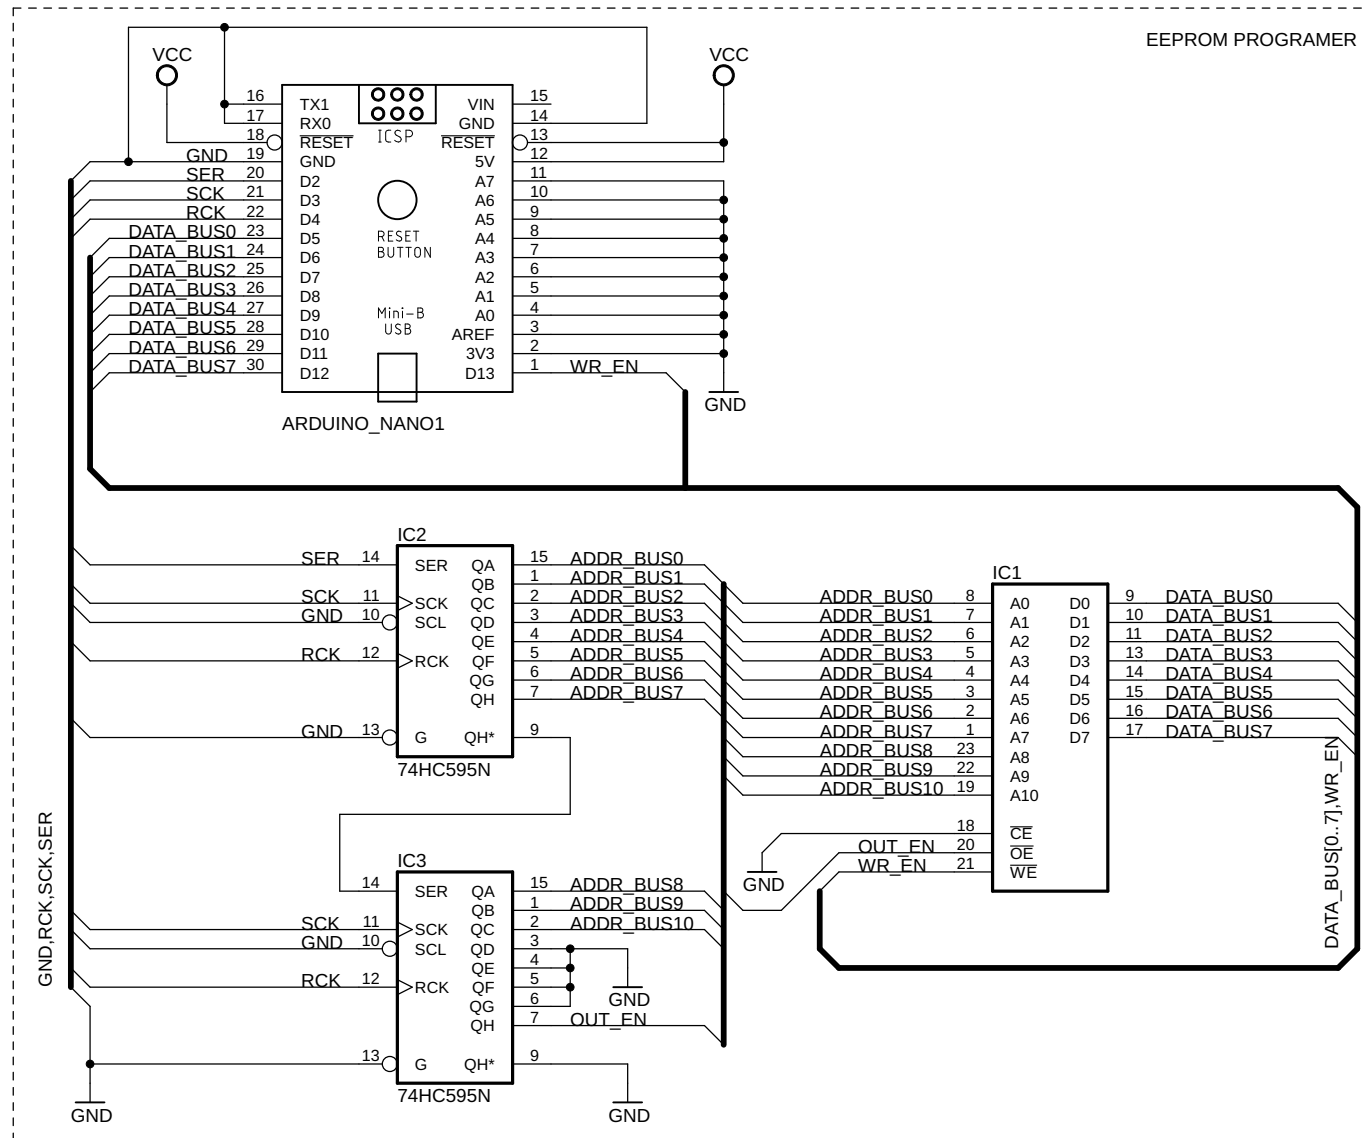 EEPROM PROGRAMER
VCC
VCC
16 TX1 VIN 15
17 RX0 GND 14
ICSP
18 RESET RESET 13
GND 19 GND 5V 12
SER 20 D2 A7 11
SCK 21 D3 A6 10
RCK 22 D4 A5 9
DATA_BUS0 23 D5 A4 8
RESET
BUTTON
DATA_BUS1 24 D6 A3 7
DATA_BUS2 25 D7 A2 6
DATA_BUS3 26 D8 A1 5
DATA_BUS4 27 D9 A0 4
Mini-B
USB
DATA_BUS5 28 D10 AREF 3
DATA_BUS6 29 D11 3V3 2
DATA_BUS7 30 D12 D13 1 WR_EN
GND
ARDUINO_NANO1
IC2
SER 14 SER QA 15 ADDR_BUS0
QB 1 ADDR_BUS1
SCK 11 SCK QC 2 ADDR_BUS2
GND 10 SCL QD 3 ADDR_BUS3
QE 4 ADDR_BUS4
RCK 12 RCK QF 5 ADDR_BUS5
QG 6 ADDR_BUS6
QH 7 ADDR_BUS7
GND 13 G QH* 9
74HC595N
IC1
ADDR_BUS0 8 A0 D0 9 DATA_BUS0
ADDR_BUS1 7 A1 D1 10 DATA_BUS1
ADDR_BUS2 6 A2 D2 11 DATA_BUS2
ADDR_BUS3 5 A3 D3 13 DATA_BUS3
ADDR_BUS4 4 A4 D4 14 DATA_BUS4
ADDR_BUS5 3 A5 D5 15 DATA_BUS5
ADDR_BUS6 2 A6 D6 16 DATA_BUS6
ADDR_BUS7 1 A7 D7 17 DATA_BUS7
ADDR_BUS8 23 A8
ADDR_BUS9 22 A9
ADDR_BUS10 19 A10
18 CE
OUT_EN 20 OE
WR_EN 21 WE
GND
DATA_BUS[0..7],WR_EN
GND,RCK,SCK,SER
IC3
14 SER QA 15 ADDR_BUS8
QB 1 ADDR_BUS9
SCK 11 SCK QC 2 ADDR_BUS10
GND 10 SCL QD 3
QE 4
RCK 12 RCK QF 5
GND
QG 6
QH 7 OUT_EN
13 G QH* 9
74HC595N
GND
GND